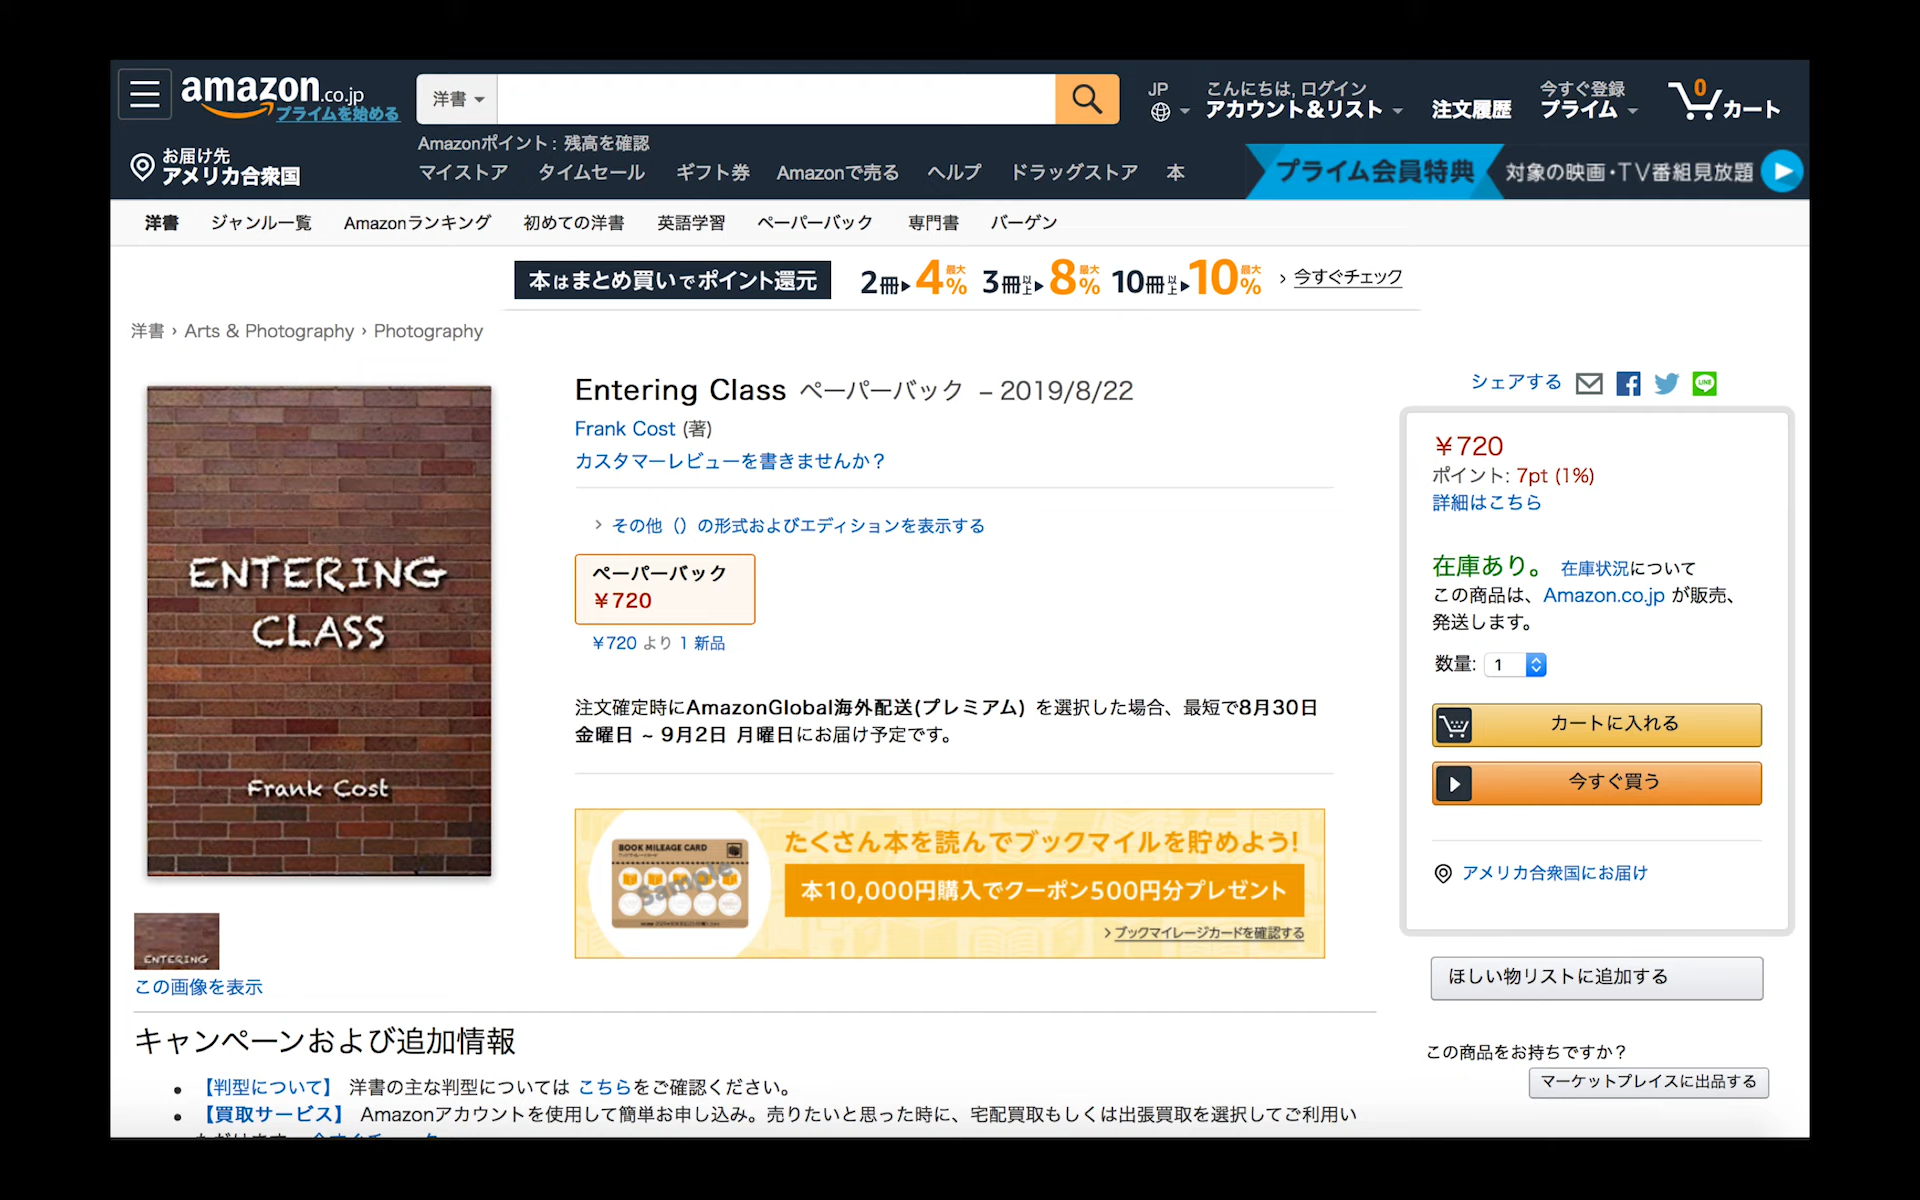 amazon.co.jp
プライムを始める
洋書
JP
こんにちは, ログイン
アカウント&リスト
注文履歴
今すぐ登録
プライム
0
カート
お届け先
アメリカ合衆国
Amazonポイント : 残高を確認
マイストア タイムセール ギフト券 Amazonで売る ヘルプ ドラッグストア 本
プライム会員特典 対象の映画・TV番組見放題
洋書 ジャンル一覧 Amazonランキング 初めての洋書 英語学習 ペーパーバック 専門書 バーゲン
本はまとめ買いでポイント還元 2冊 最大4% 3冊以上 最大8% 10冊以上 最大10% › 今すぐチェック
洋書 › Arts & Photography › Photography
ENTERING
CLASS
Frank Cost
ENTERING
この画像を表示
Entering Class ペーパーバック – 2019/8/22
Frank Cost (著)
カスタマーレビューを書きませんか？
› その他（）の形式およびエディションを表示する
ペーパーバック
￥720
￥720 より 1 新品
注文確定時にAmazonGlobal海外配送(プレミアム) を選択した場合、最短で8月30日
金曜日 ~ 9月2日 月曜日にお届け予定です。
BOOK MILEAGE CARD
Sample
たくさん本を読んでブックマイルを貯めよう!
本10,000円購入でクーポン500円分プレゼント
› ブックマイレージカードを確認する
シェアする
LINE
￥720
ポイント: 7pt (1%)
詳細はこちら
在庫あり。 在庫状況について
この商品は、Amazon.co.jp が販売、
発送します。
数量: 1
カートに入れる
今すぐ買う
アメリカ合衆国にお届け
ほしい物リストに追加する
この商品をお持ちですか？
マーケットプレイスに出品する
キャンペーンおよび追加情報
• 【判型について】 洋書の主な判型については こちらをご確認ください。
• 【買取サービス】 Amazonアカウントを使用して簡単お申し込み。売りたいと思った時に、宅配買取もしくは出張買取を選択してご利用い